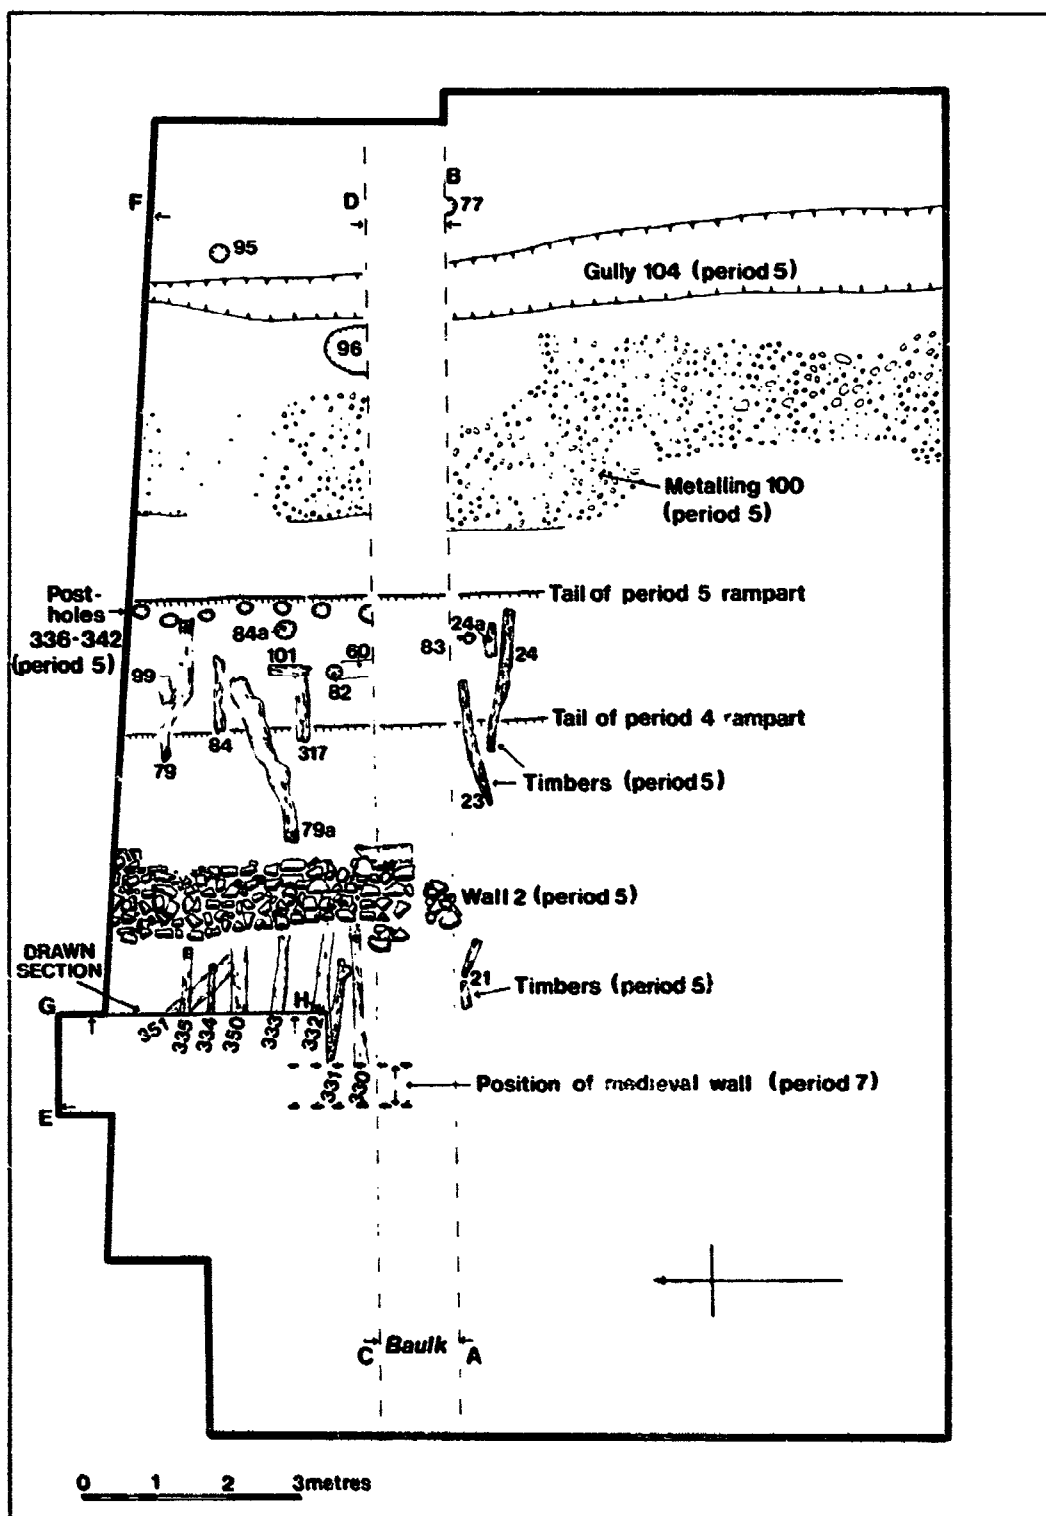 B
F
D
77
95
Gully 104 (period 5)
96
Metalling 100
(period 5)
Post-
holes
336-342
(period 5)
Tail of period 5 rampart
84a
24a
83
24
101
60
99
82
Tail of period 4 rampart
84
317
79
Timbers (period 5)
23
79a
Wall 2 (period 5)
DRAWN
SECTION
21
Timbers (period 5)
G
H
351
335
334
350
333
332
331
330
Position of medieval wall (period 7)
E
C
Baulk
A
0 1 2 3metres